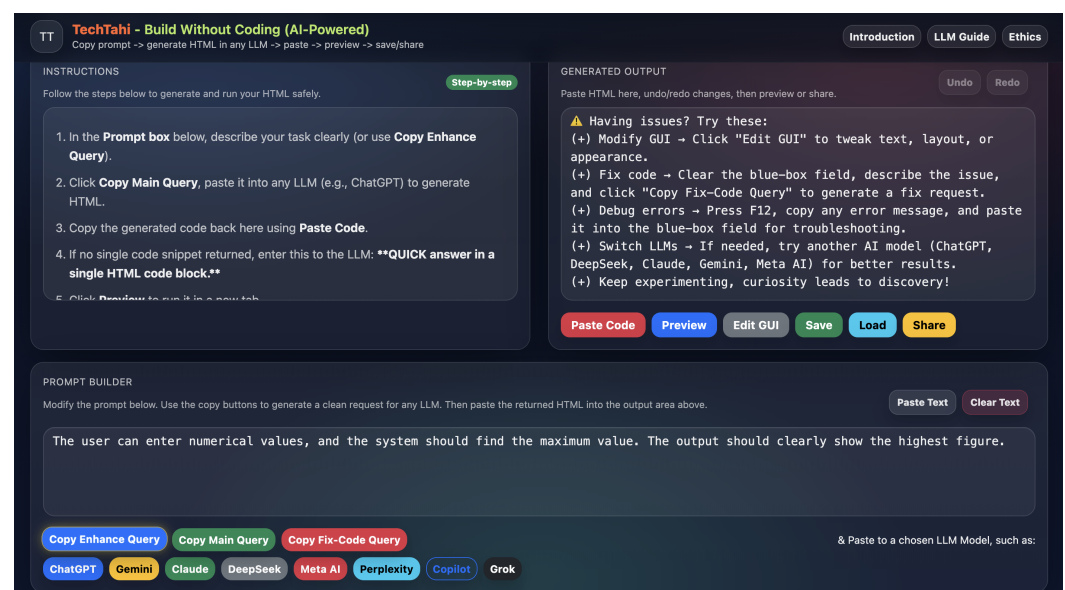 TT
TechTahi - Build Without Coding (AI-Powered)
Copy prompt -> generate HTML in any LLM -> paste -> preview -> save/share
Introduction
LLM Guide
Ethics
INSTRUCTIONS
Follow the steps below to generate and run your HTML safely.
Step-by-step
1. In the Prompt box below, describe your task clearly (or use Copy Enhance
Query).
2. Click Copy Main Query, paste it into any LLM (e.g., ChatGPT) to generate
HTML.
3. Copy the generated code back here using Paste Code.
4. If no single code snippet returned, enter this to the LLM: **QUICK answer in a
single HTML code block.**
5. Click Preview to run it in a new tab
GENERATED OUTPUT
Paste HTML here, undo/redo changes, then preview or share.
Undo
Redo
⚠ Having issues? Try these:
(+) Modify GUI → Click "Edit GUI" to tweak text, layout, or
appearance.
(+) Fix code → Clear the blue-box field, describe the issue,
and click "Copy Fix-Code Query" to generate a fix request.
(+) Debug errors → Press F12, copy any error message, and paste
it into the blue-box field for troubleshooting.
(+) Switch LLMs → If needed, try another AI model (ChatGPT,
DeepSeek, Claude, Gemini, Meta AI) for better results.
(+) Keep experimenting, curiosity leads to discovery!
Paste Code
Preview
Edit GUI
Save
Load
Share
PROMPT BUILDER
Modify the prompt below. Use the copy buttons to generate a clean request for any LLM. Then paste the returned HTML into the output area above.
Paste Text
Clear Text
The user can enter numerical values, and the system should find the maximum value. The output should clearly show the highest figure.
Copy Enhance Query
Copy Main Query
Copy Fix-Code Query
& Paste to a chosen LLM Model, such as:
ChatGPT
Gemini
Claude
DeepSeek
Meta AI
Perplexity
Copilot
Grok